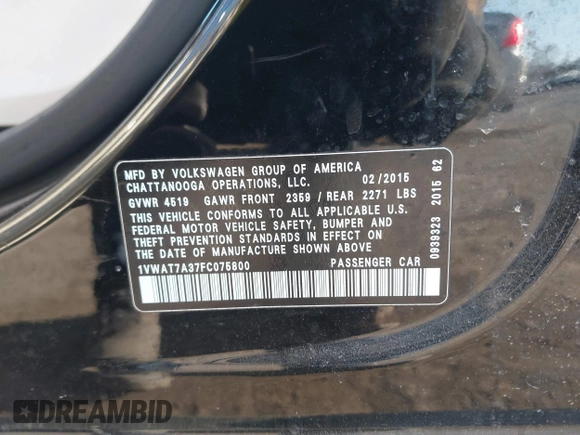 MFD BY VOLKSWAGEN GROUP OF AMERICA
CHATTANOOGA OPERATIONS, LLC. 02/2015
GVWR 4519 GAWR FRONT 2359 / REAR 2271 LBS
THIS VEHICLE CONFORMS TO ALL APPLICABLE U.S.
FEDERAL MOTOR VEHICLE SAFETY, BUMPER AND
THEFT PREVENTION STANDARDS IN EFFECT ON
THE DATE OF MANUFACTURE SHOWN ABOVE
1VWAT7A37FC075800 PASSENGER CAR
0939323 2015 62
DREAMBID